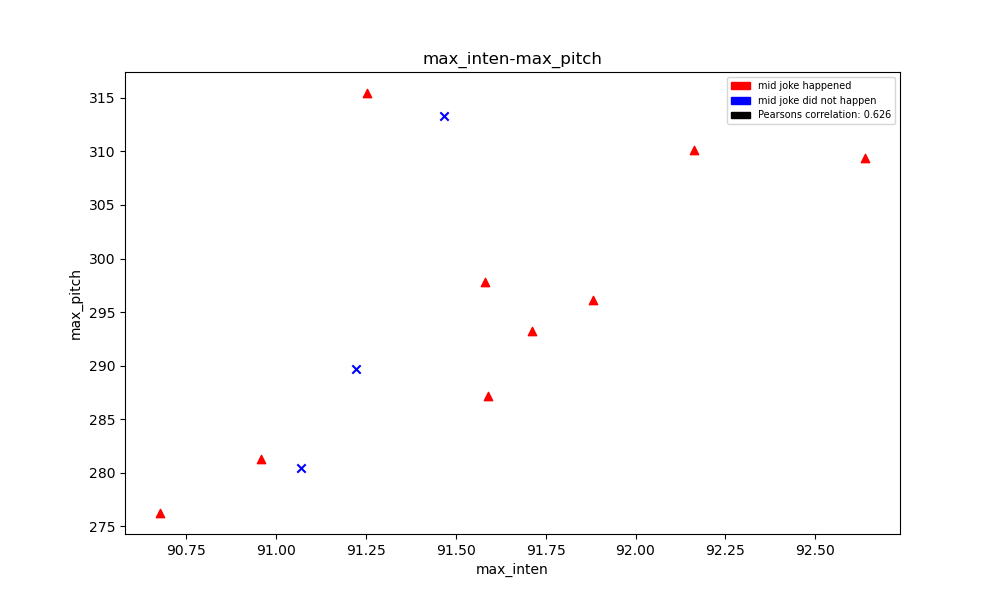 max_inten-max_pitch
mid joke happened
mid joke did not happen
Pearsons correlation: 0.626
315
310
305
300
295
290
285
280
275
max_pitch
90.75 91.00 91.25 91.50 91.75 92.00 92.25 92.50
max_inten